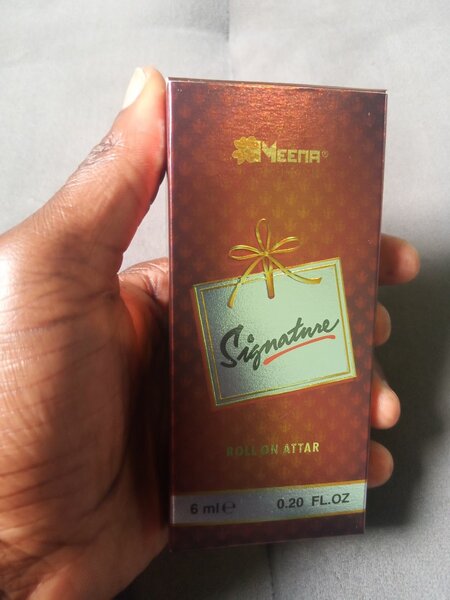 MEENA®
Signature
ROLL ON ATTAR
6 ml ℮ 0.20 FL.OZ